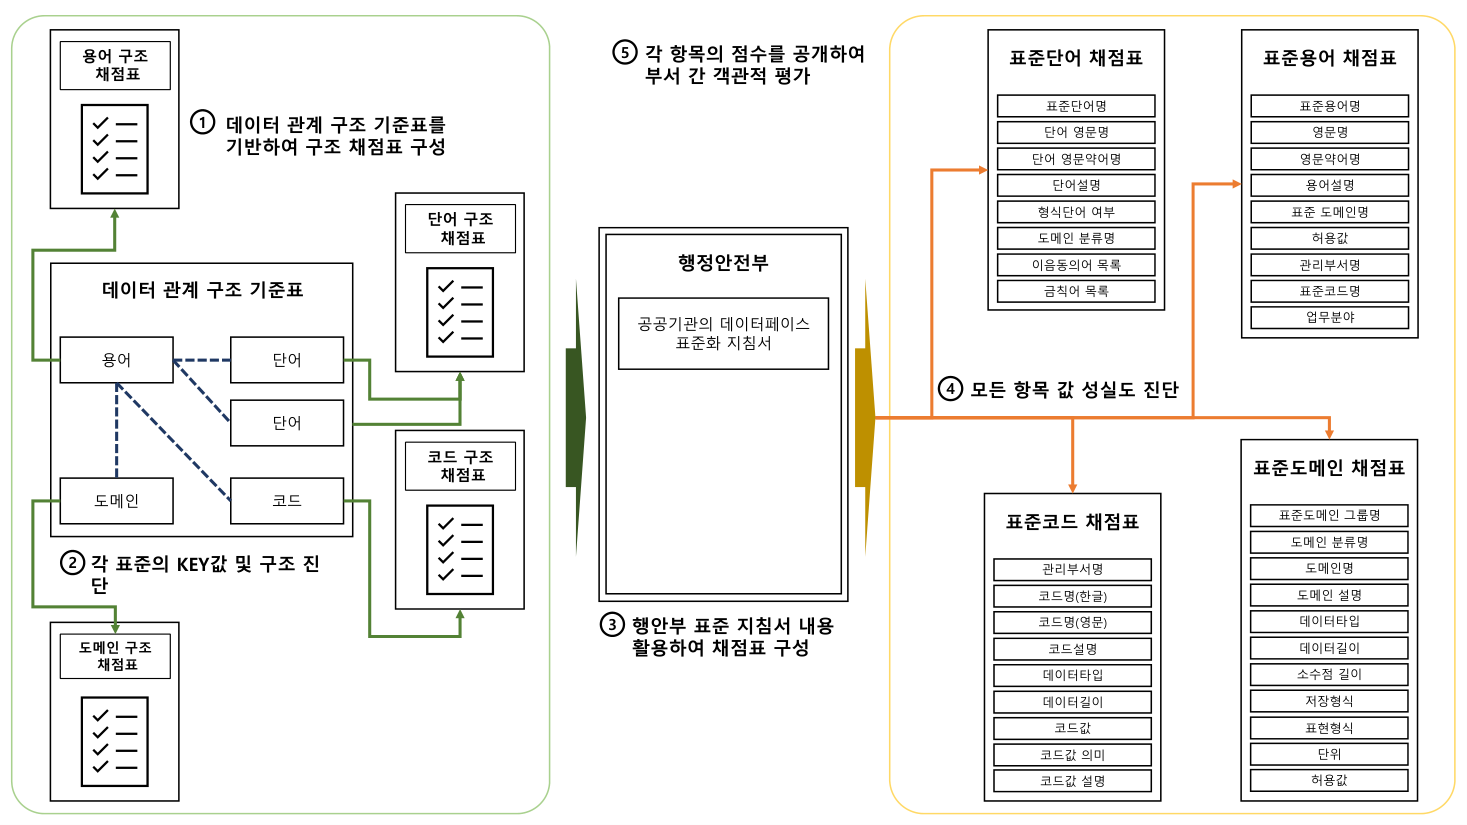 용어 구조
채점표
① 데이터 관계 구조 기준표를
기반하여 구조 채점표 구성
단어 구조
채점표
데이터 관계 구조 기준표
용어
단어
단어
도메인
코드
코드 구조
채점표
② 각 표준의 KEY값 및 구조 진
단
도메인 구조
채점표
⑤ 각 항목의 점수를 공개하여
부서 간 객관적 평가
행정안전부
공공기관의 데이터페이스
표준화 지침서
③ 행안부 표준 지침서 내용
활용하여 채점표 구성
표준단어 채점표
표준단어명
단어 영문명
단어 영문약어명
단어설명
형식단어 여부
도메인 분류명
이음동의어 목록
금칙어 목록
표준용어 채점표
표준용어명
영문명
영문약어명
용어설명
표준 도메인명
허용값
관리부서명
표준코드명
업무분야
④ 모든 항목 값 성실도 진단
표준코드 채점표
관리부서명
코드명(한글)
코드명(영문)
코드설명
데이터타입
데이터길이
코드값
코드값 의미
코드값 설명
표준도메인 채점표
표준도메인 그룹명
도메인 분류명
도메인명
도메인 설명
데이터타입
데이터길이
소수점 길이
저장형식
표현형식
단위
허용값